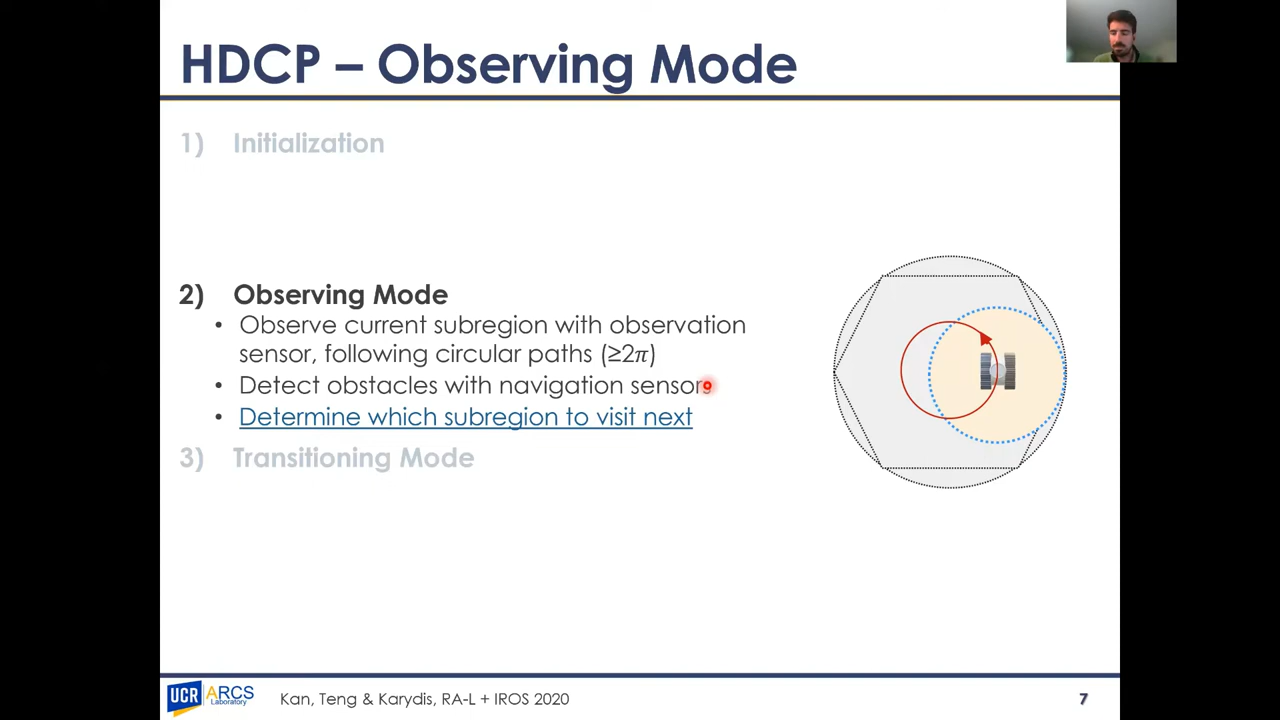 HDCP – Observing Mode
1) Initialization
2) Observing Mode
• Observe current subregion with observation
sensor, following circular paths (≥2π)
• Detect obstacles with navigation sensors
• Determine which subregion to visit next
3) Transitioning Mode
UCR ARCS
Laboratory
Kan, Teng & Karydis, RA-L + IROS 2020
7